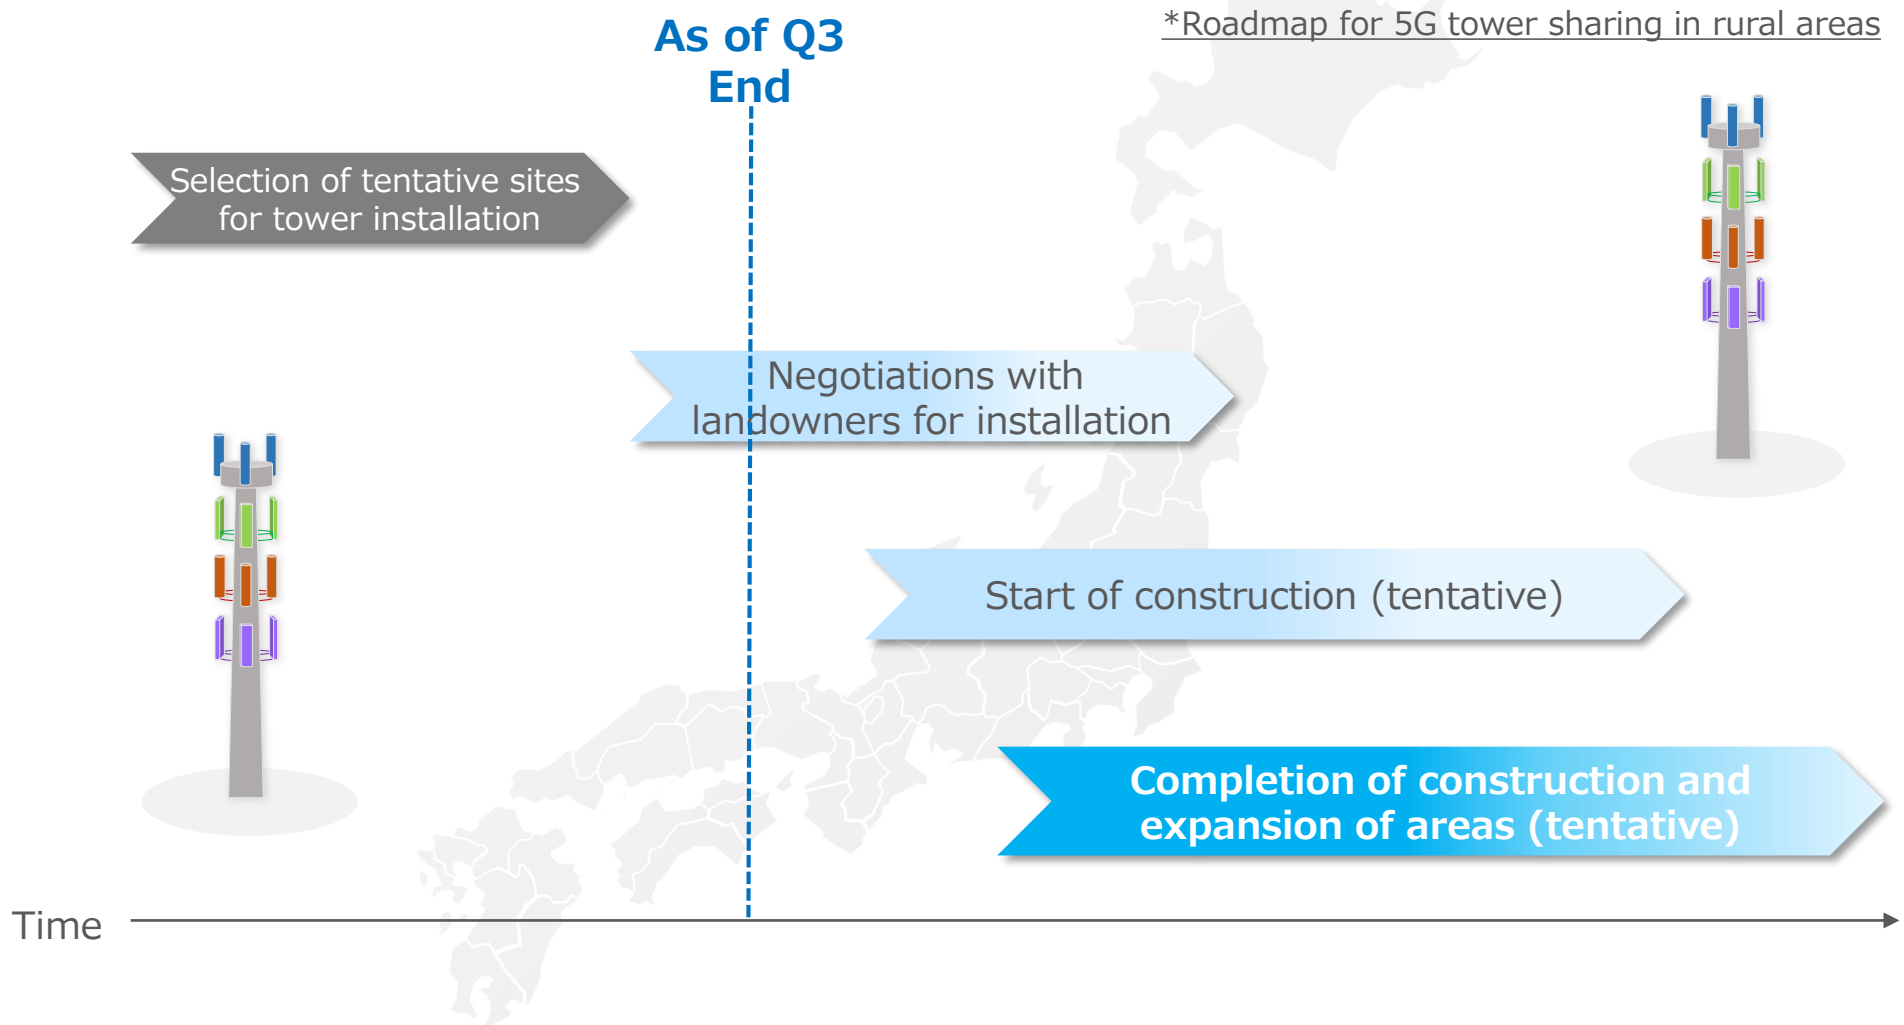 *Roadmap for 5G tower sharing in rural areas
As of Q3
End
Selection of tentative sites
for tower installation
Negotiations with
landowners for installation
Start of construction (tentative)
Completion of construction and
expansion of areas (tentative)
Time